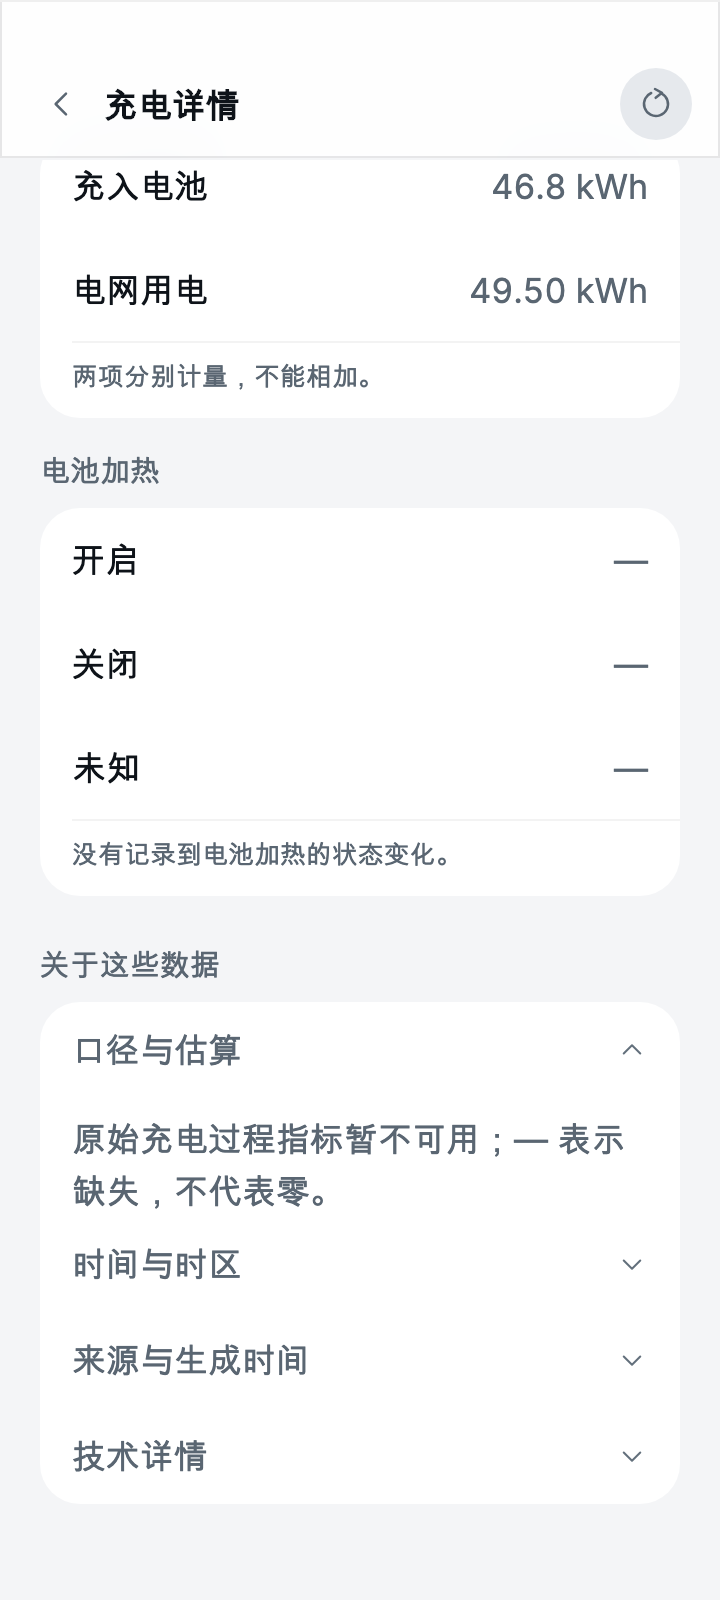 充电详情
充入电池
46.8 kWh
电网用电
49.50 kWh
两项分别计量，不能相加。
电池加热
开启
—
关闭
—
未知
—
没有记录到电池加热的状态变化。
关于这些数据
口径与估算
原始充电过程指标暂不可用；— 表示
缺失，不代表零。
时间与时区
来源与生成时间
技术详情